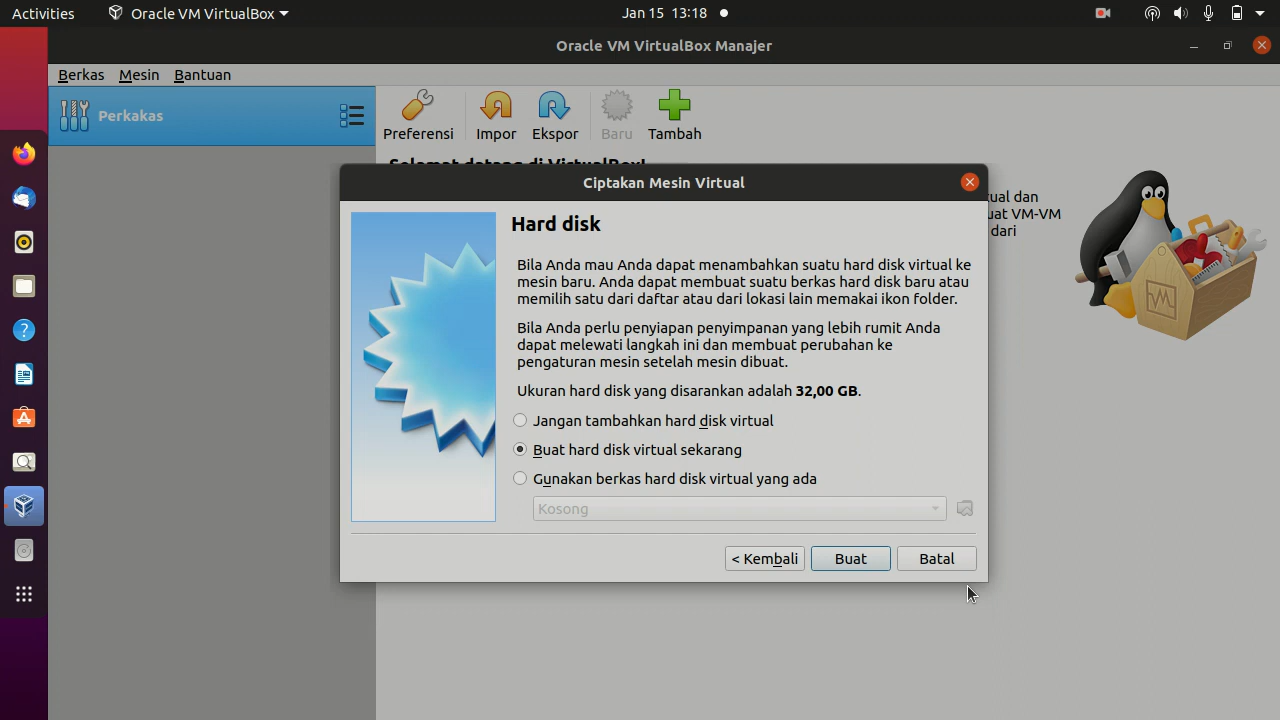 Activities
Oracle VM VirtualBox
Jan 15 13:18
Oracle VM VirtualBox Manajer
Berkas Mesin Bantuan
Perkakas
Preferensi Impor Ekspor Baru Tambah
Selamat datang di VirtualBox!
dan
VM-VM
dari
Ciptakan Mesin Virtual
Hard disk
Bila Anda mau Anda dapat menambahkan suatu hard disk virtual ke
mesin baru. Anda dapat membuat suatu berkas hard disk baru atau
memilih satu dari daftar atau dari lokasi lain memakai ikon folder.
Bila Anda perlu penyiapan penyimpanan yang lebih rumit Anda
dapat melewati langkah ini dan membuat perubahan ke
pengaturan mesin setelah mesin dibuat.
Ukuran hard disk yang disarankan adalah 32,00 GB.
Jangan tambahkan hard disk virtual
Buat hard disk virtual sekarang
Gunakan berkas hard disk virtual yang ada
Kosong
< Kembali Buat Batal